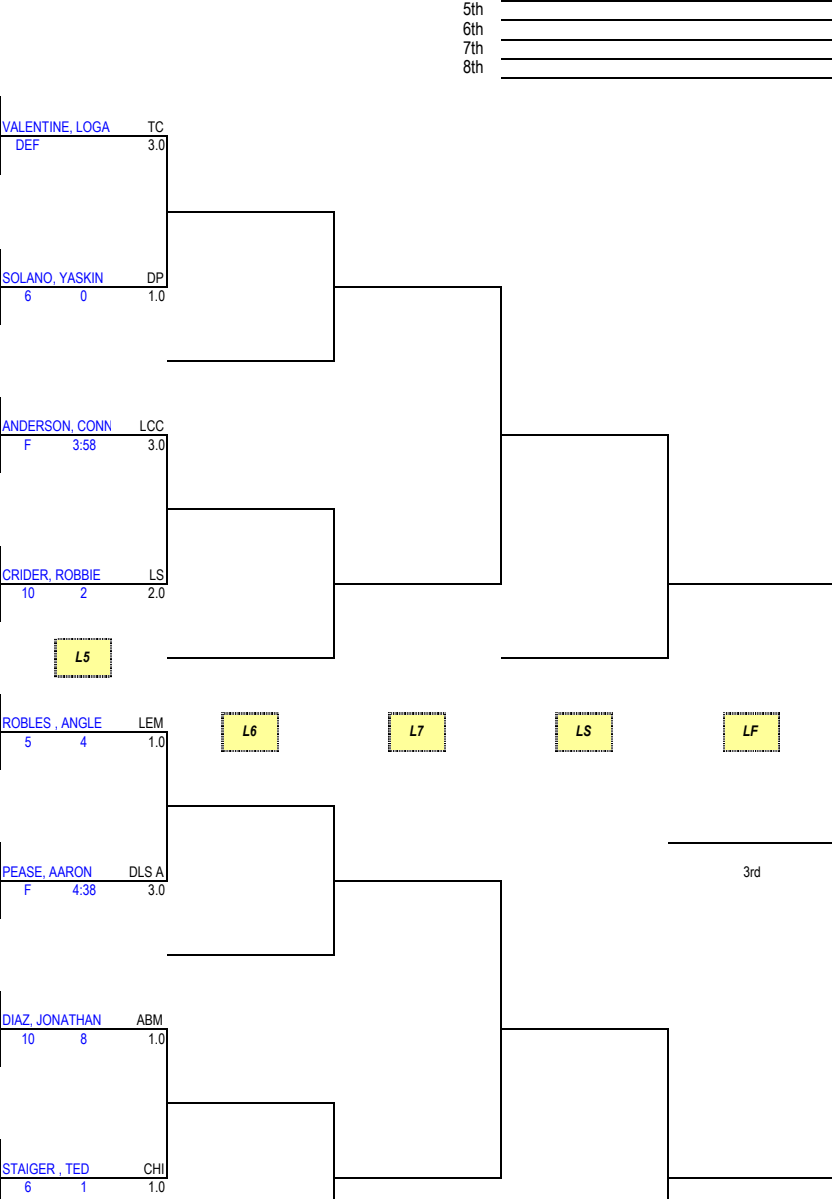 5th
6th
7th
8th
VALENTINE, LOGA TC
DEF 3.0
SOLANO, YASKIN DP
6 0 1.0
ANDERSON, CONN LCC
F 3:58 3.0
CRIDER, ROBBIE LS
10 2 2.0
L5
ROBLES , ANGLE LEM
5 4 1.0
L6 L7 LS LF
PEASE, AARON DLS A
F 4:38 3.0
3rd
DIAZ, JONATHAN ABM
10 8 1.0
STAIGER , TED CHI
6 1 1.0